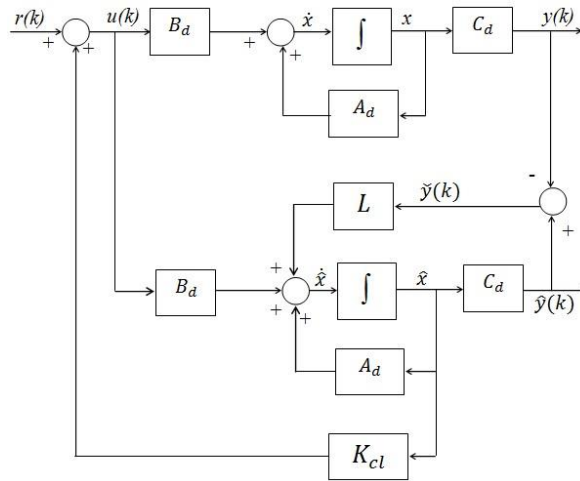 r(k) u(k) B_d ẋ ∫ x C_d y(k)
+ + + +
A_d
-
L y̌(k)
+
+
B_d x̂̇ ∫ x̂ C_d ŷ(k)
+ +
A_d
K_cl